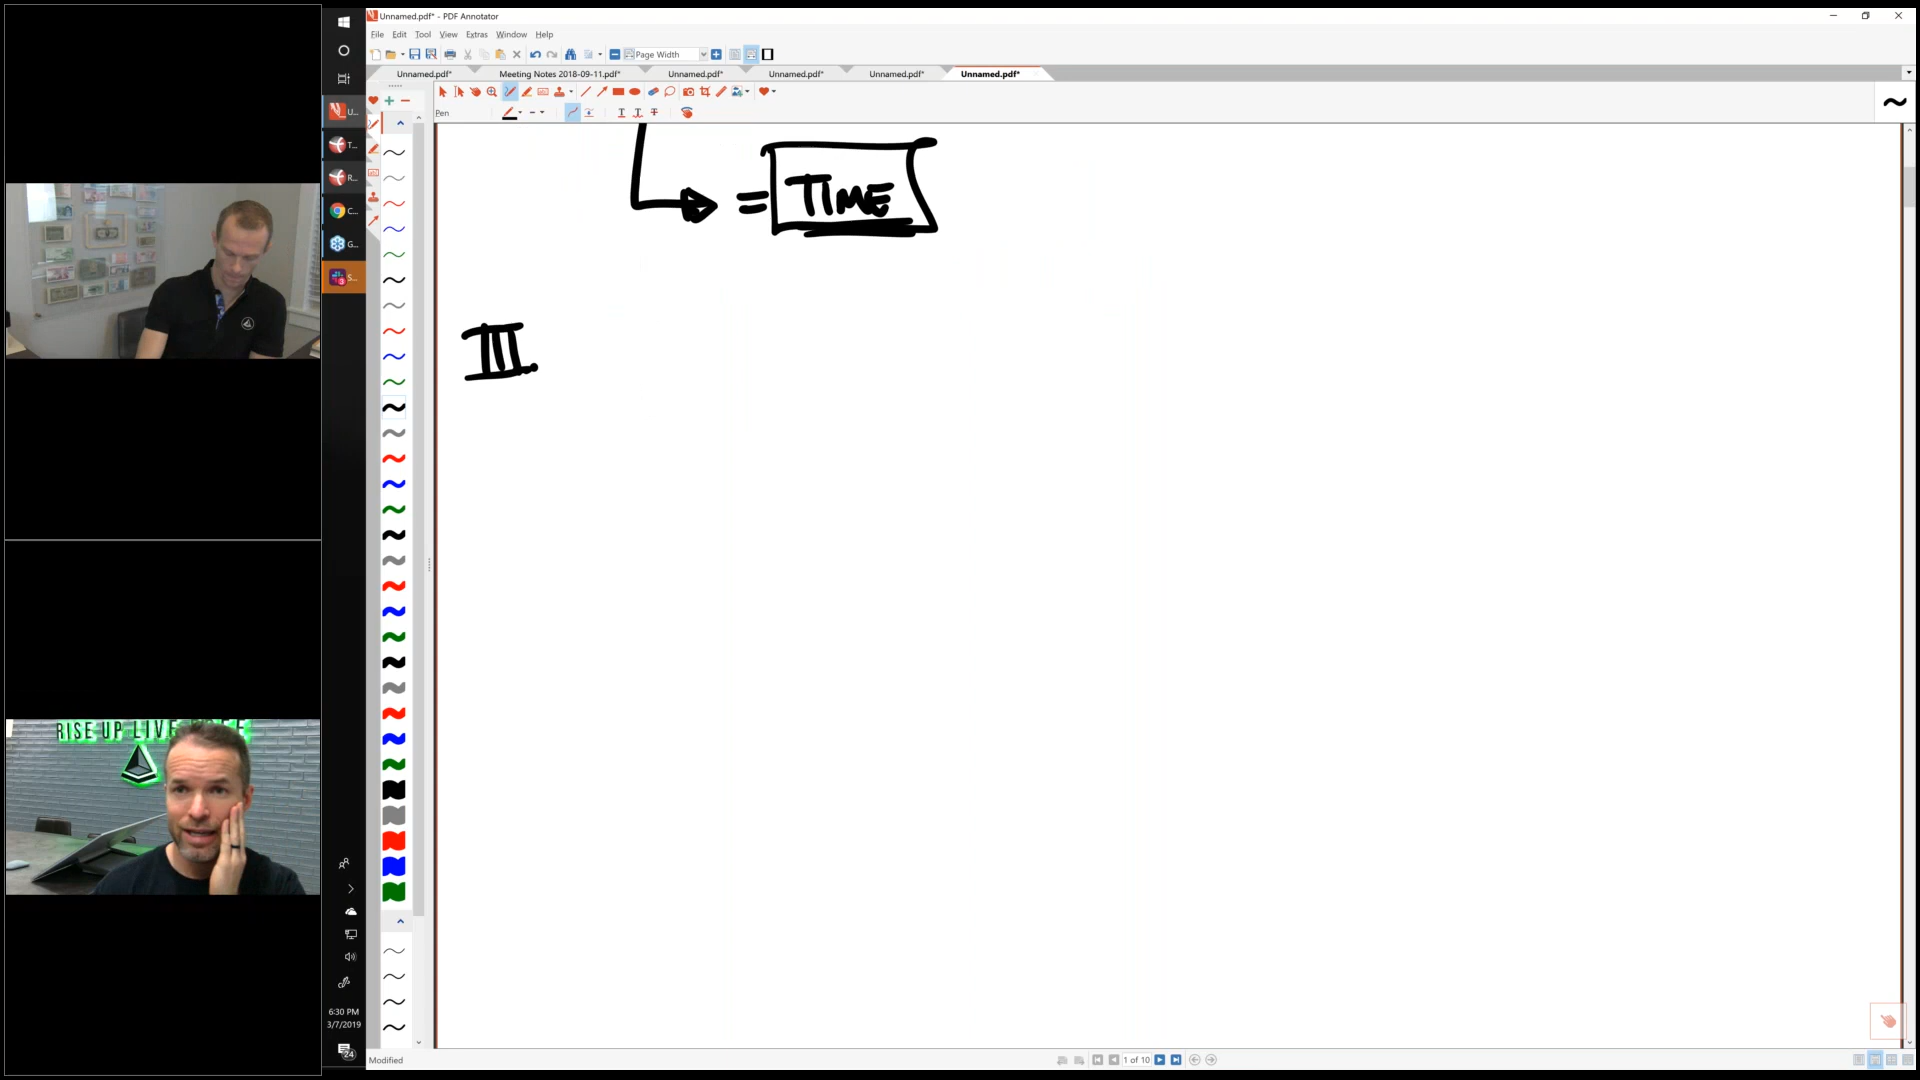 Unnamed.pdf* - PDF Annotator
File Edit Tool View Extras Window Help
Page Width
Unnamed.pdf* Meeting Notes 2018-09-11.pdf* Unnamed.pdf* Unnamed.pdf* Unnamed.pdf* Unnamed.pdf*
Pen
U...
T...
R...
C...
G...
S...
= TIME
III.
RISE UP LIVE
6:30 PM
3/7/2019
24
Modified
1 of 10